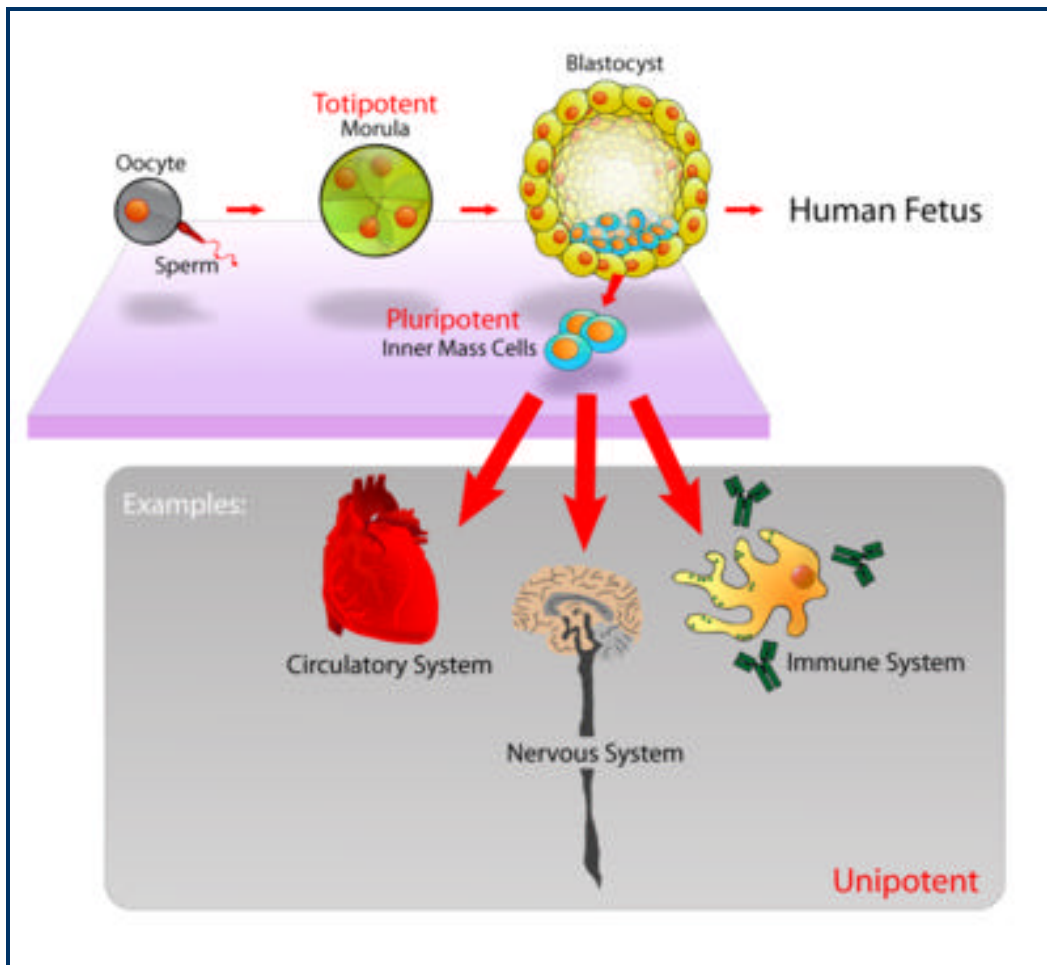 Blastocyst
Totipotent
Morula
Oocyte
Human Fetus
Sperm
Pluripotent
Inner Mass Cells
Examples:
Circulatory System
Immune System
Nervous System
Unipotent